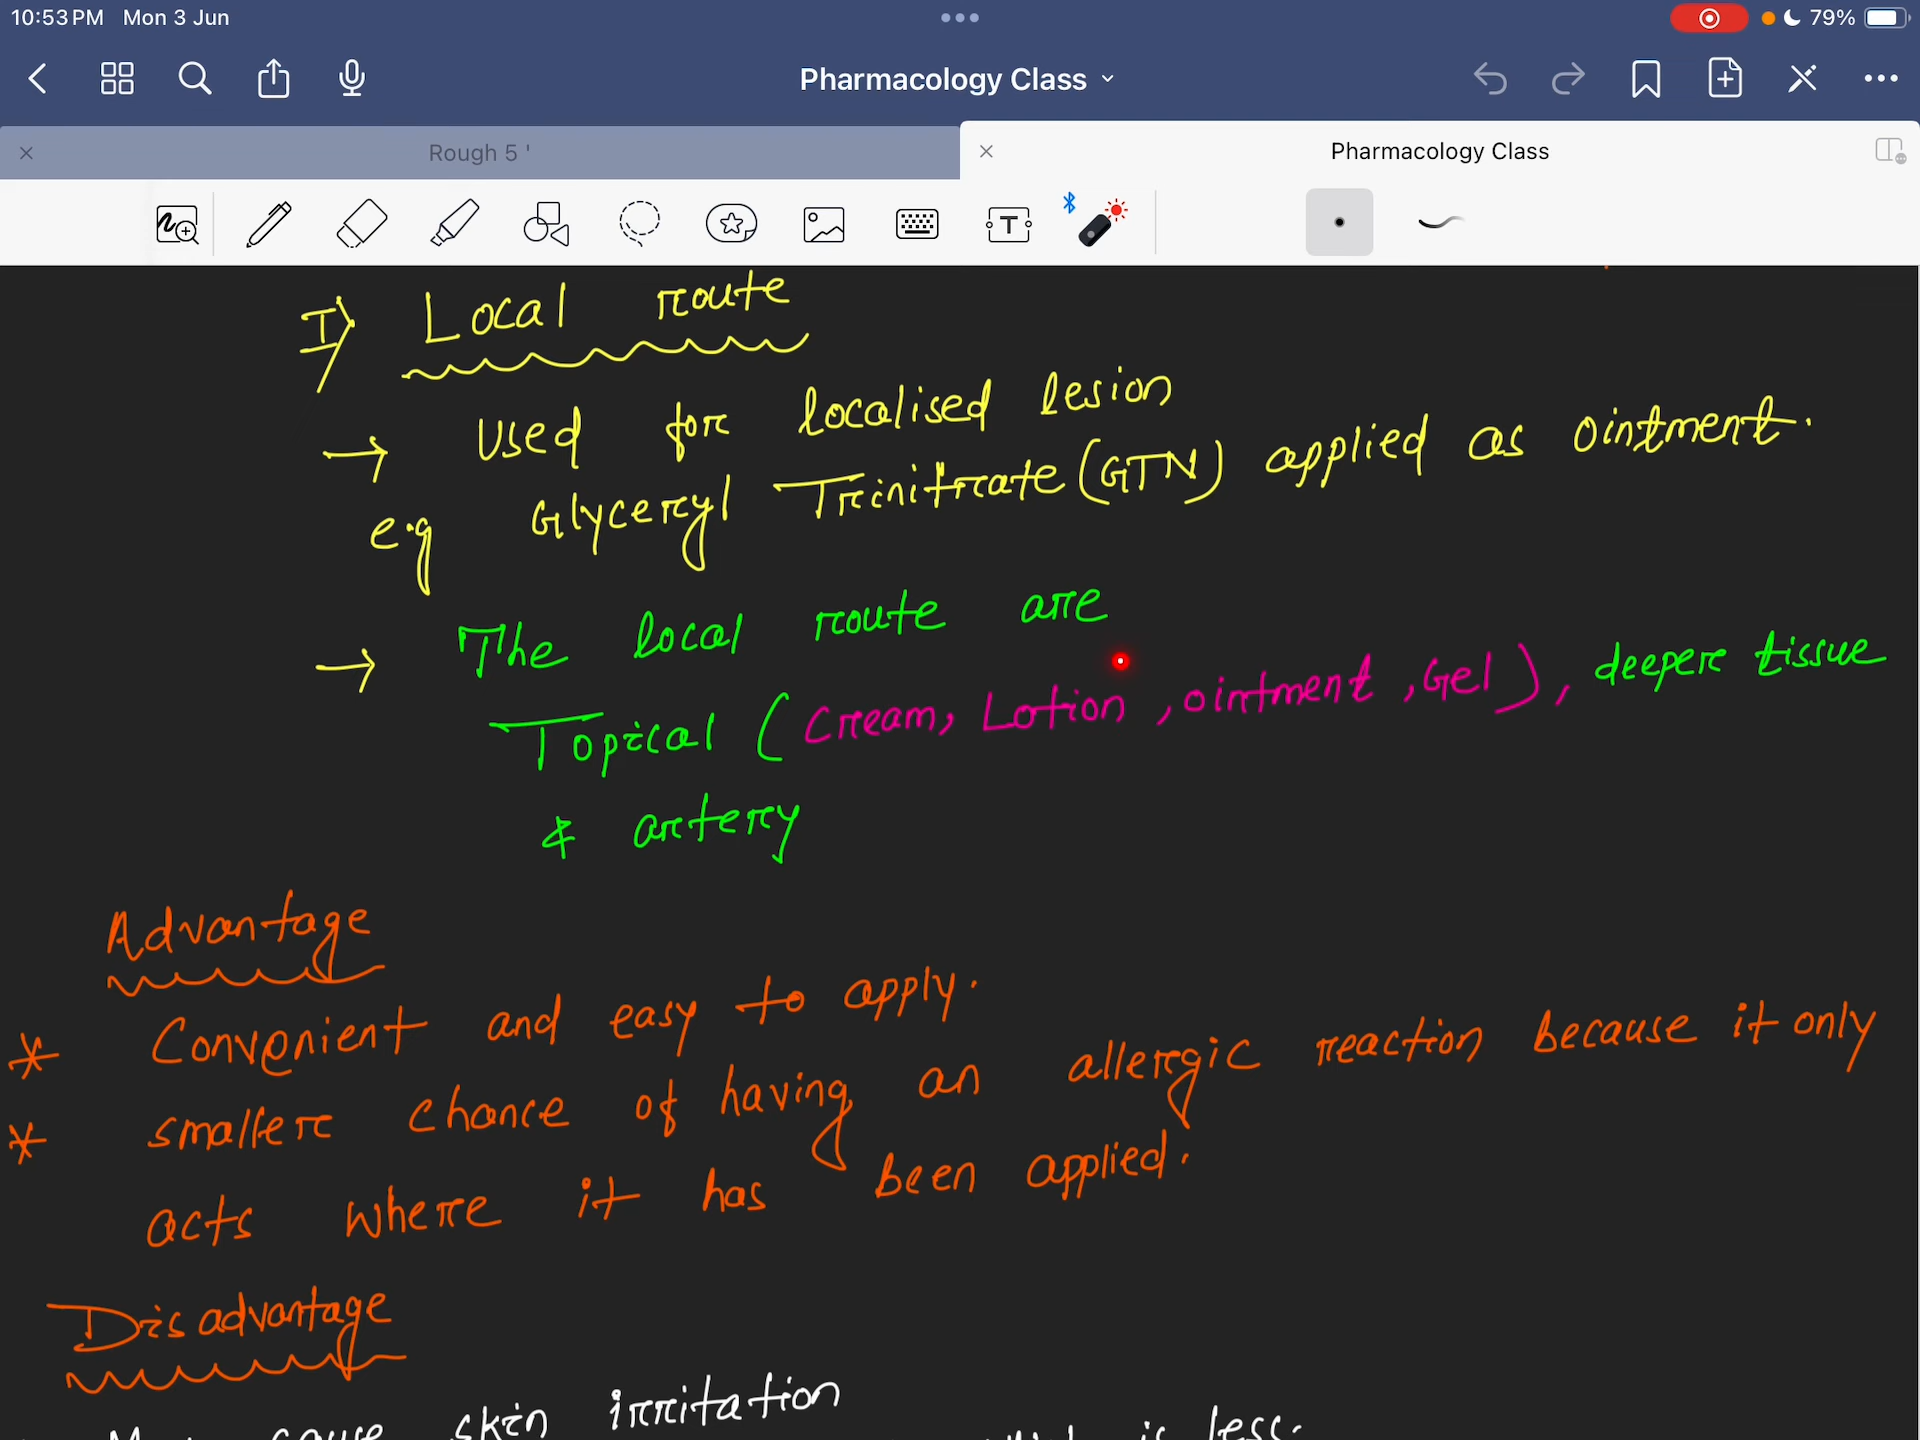 10:53 PM Mon 3 Jun
79%
Pharmacology Class
Rough 5 '
Pharmacology Class
I) Local route
→ Used for localised lesion
e.g Glyceryl Trinitrate (GTN) applied as ointment.
→ The local route are
Topical (Cream, Lotion, ointment, Gel), deeper tissue
& artery
Advantage
* Convenient and easy to apply.
* smaller chance of having an allergic reaction because it only
acts where it has been applied.
Disadvantage
cause skin irritation
is less.